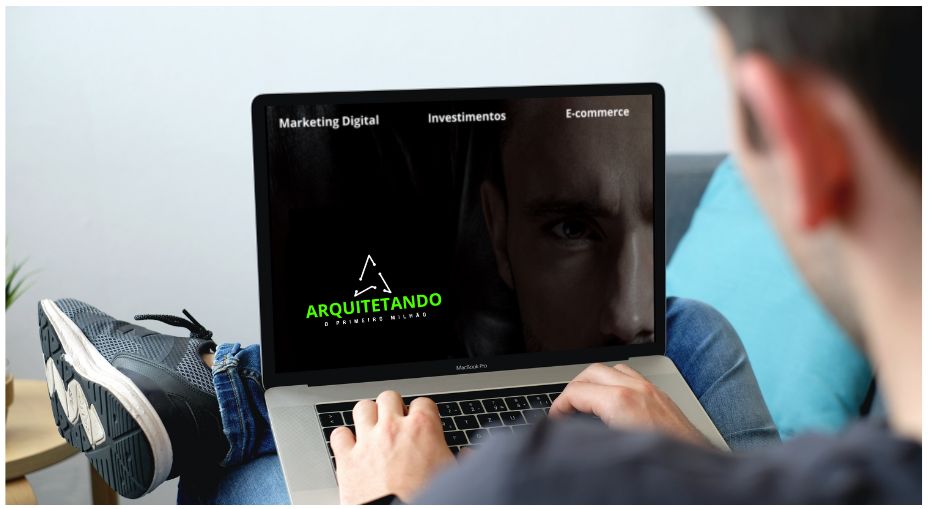 Marketing Digital
Investimentos
E-commerce
ARQUITETANDO
O PRIMEIRO MILHÃO
MacBook Pro